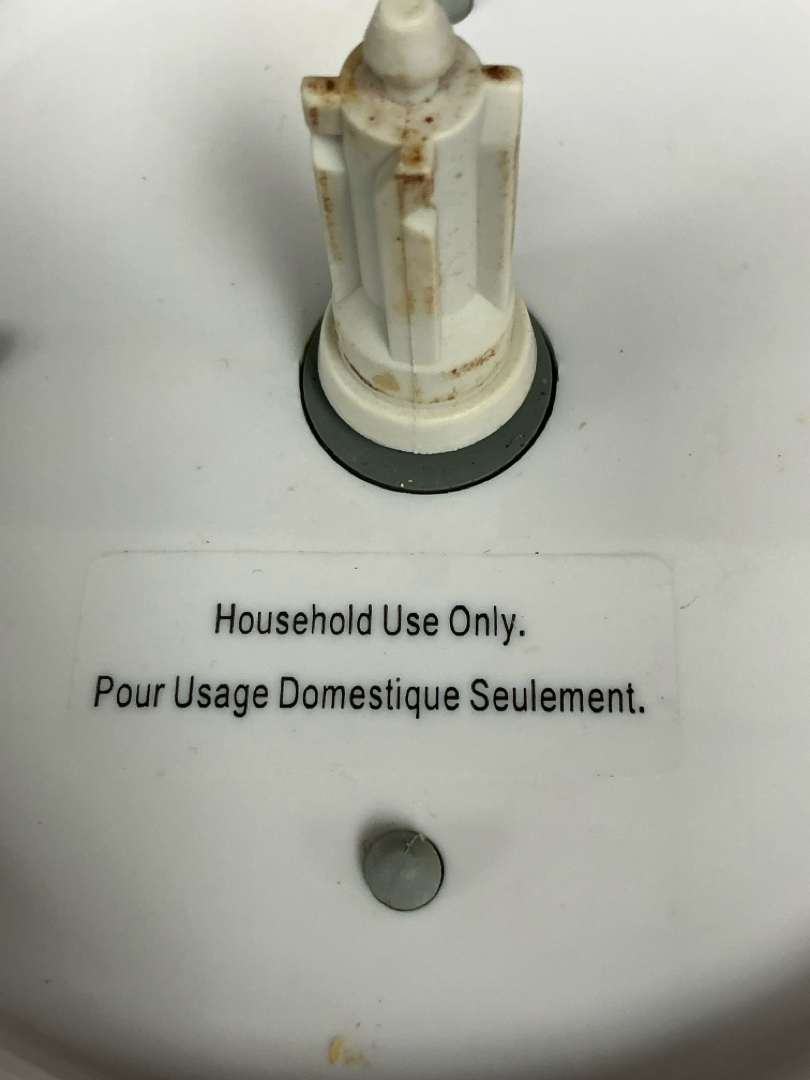 Household Use Only.
Pour Usage Domestique Seulement.